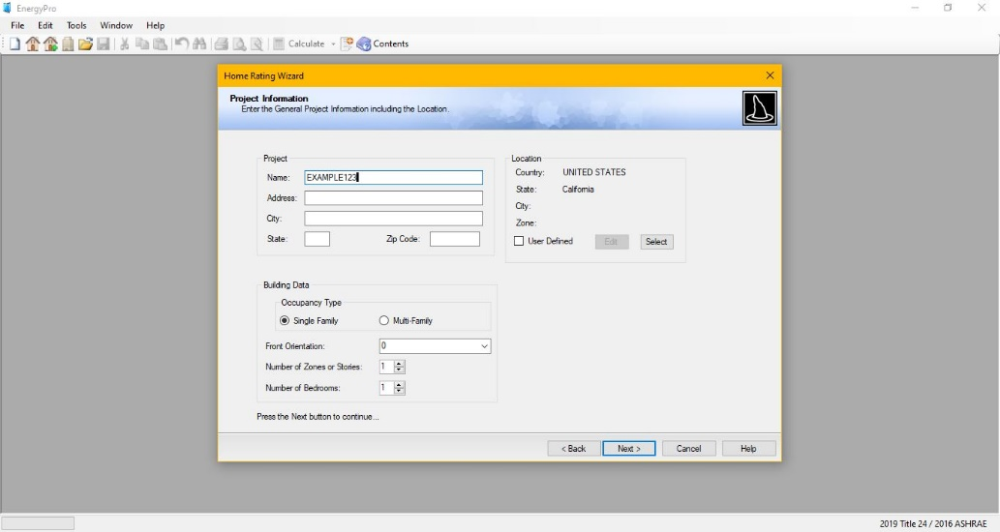 EnergyPro
File Edit Tools Window Help
Calculate Contents
Home Rating Wizard
Project Information
Enter the General Project Information including the Location.
Project
Name: EXAMPLE123
Address:
City:
State: Zip Code:
Location
Country: UNITED STATES
State: California
City:
Zone:
User Defined Edit Select
Building Data
Occupancy Type
Single Family Multi-Family
Front Orientation: 0
Number of Zones or Stories: 1
Number of Bedrooms: 1
Press the Next button to continue...
< Back Next > Cancel Help
2019 Title 24 / 2016 ASHRAE